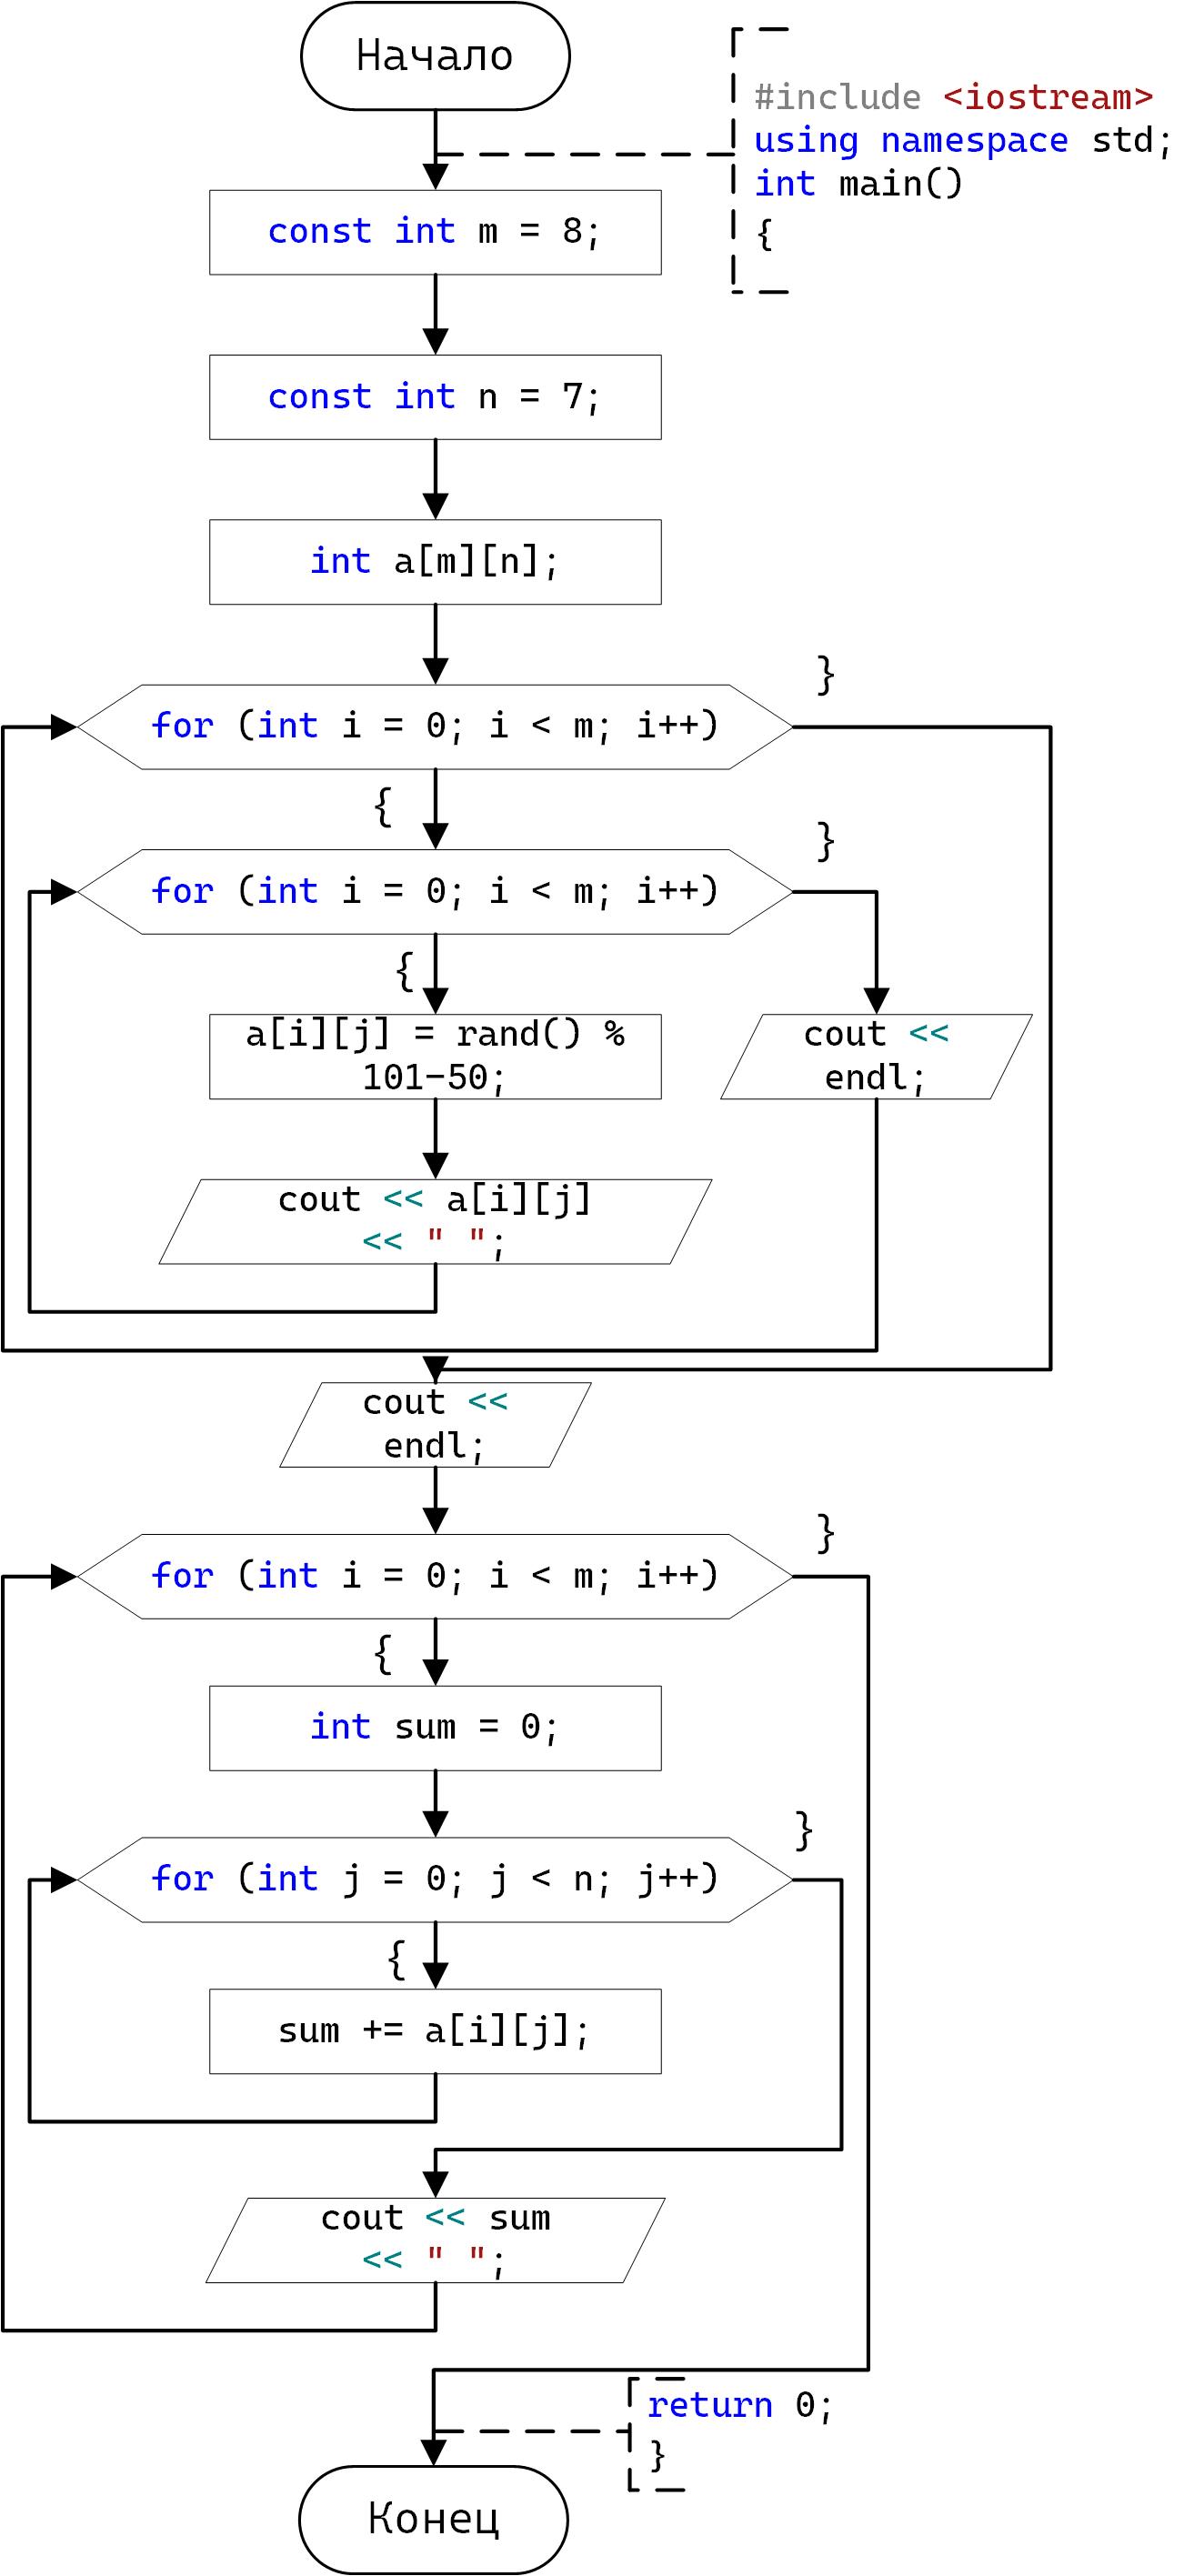 Начало
#include <iostream>
using namespace std;
int main()
{
const int m = 8;
const int n = 7;
int a[m][n];
}
for (int i = 0; i < m; i++)
{
}
for (int i = 0; i < m; i++)
{
a[i][j] = rand() %
101-50;
cout <<
endl;
cout << a[i][j]
<< " ";
cout <<
endl;
}
for (int i = 0; i < m; i++)
{
int sum = 0;
}
for (int j = 0; j < n; j++)
{
sum += a[i][j];
cout << sum
<< " ";
return 0;
}
Конец